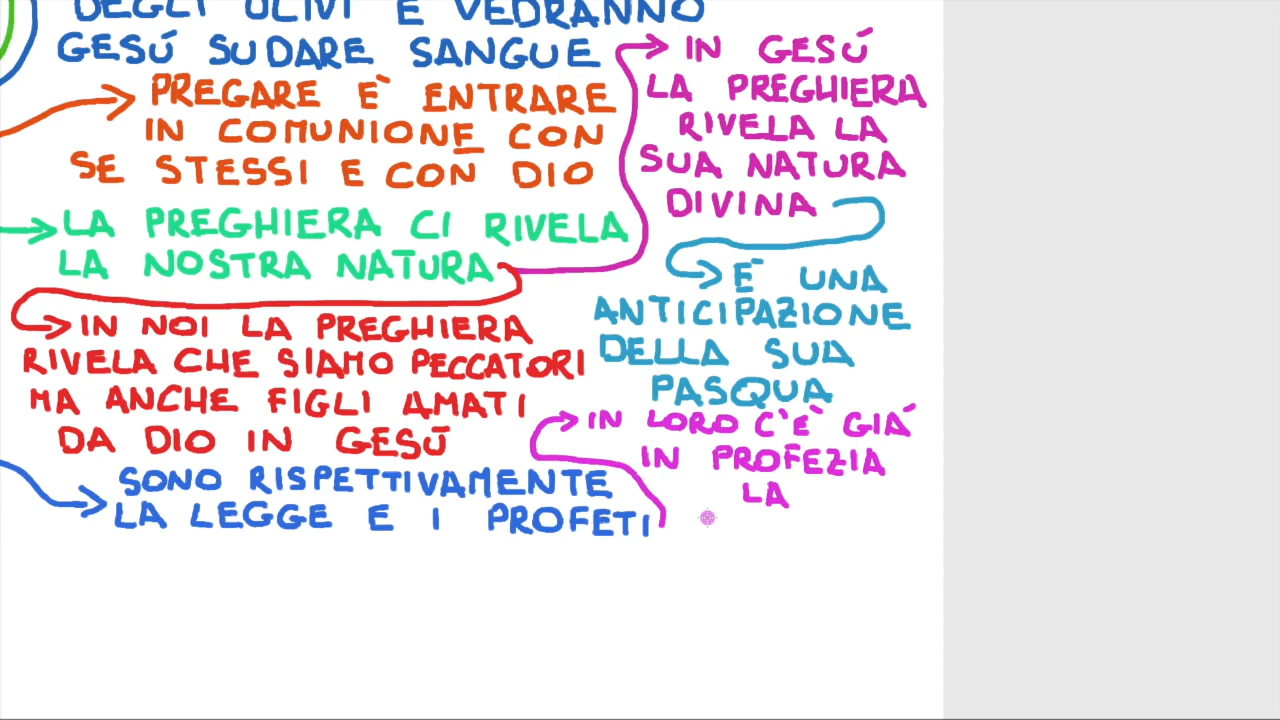 DEGLI ULIVI E VEDRANNO
GESÚ SUDARE SANGUE
PREGARE E' ENTRARE
IN COMUNIONE CON
SE STESSI E CON DIO
LA PREGHIERA CI RIVELA
LA NOSTRA NATURA
IN NOI LA PREGHIERA
RIVELA CHE SIAMO PECCATORI
MA ANCHE FIGLI AMATI
DA DIO IN GESÚ
SONO RISPETTIVAMENTE
LA LEGGE E I PROFETI
IN GESÚ
LA PREGHIERA
RIVELA LA
SUA NATURA
DIVINA
E' UNA
ANTICIPAZIONE
DELLA SUA
PASQUA
IN LORO C'E' GIÁ
IN PROFEZIA
LA